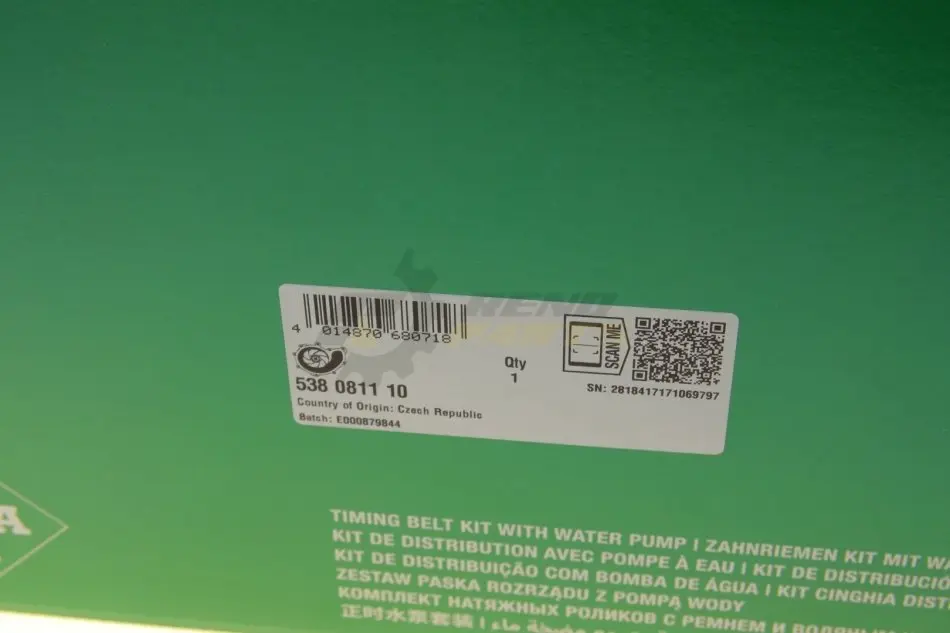 4 014870 680718
SCAN ME
538 0811 10
Qty
1
SN: 2818417171069797
Country of Origin: Czech Republic
Batch: E000879844
A
TIMING BELT KIT WITH WATER PUMP | ZAHNRIEMEN KIT MIT WA
KIT DE DISTRIBUTION AVEC POMPE À EAU | KIT DE DISTRIBUCIÓ
KIT DE DISTRIBUIÇÃO COM BOMBA DE ÁGUA | KIT CINGHIA DIST
ZESTAW PASKA ROZRZĄDU Z POMPĄ WODY
КОМПЛЕКТ НАТЯЖНЫХ РОЛИКОВ С РЕМНЕМ И ВОДЯНЫМ
正时水泵套装 |